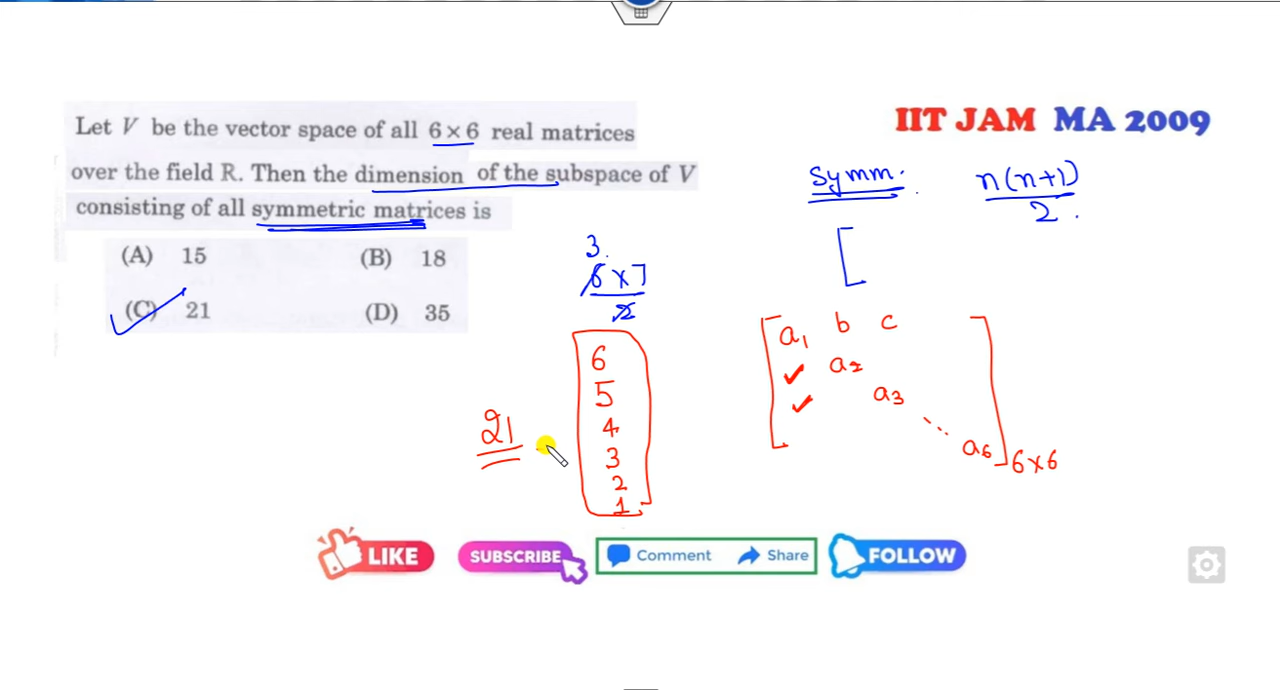 IIT JAM MA 2009
Let V be the vector space of all 6 × 6 real matrices
over the field R. Then the dimension of the subspace of V
consisting of all symmetric matrices is
(A) 15 (B) 18
(C) 21 (D) 35
Symm. n(n+1)
2.
[
3.
6 x 7
2
6
5
4
3
2
1
21
a1 b c
✓ a2
✓ a3
...
a6
6x6
LIKE SUBSCRIBE Comment Share FOLLOW